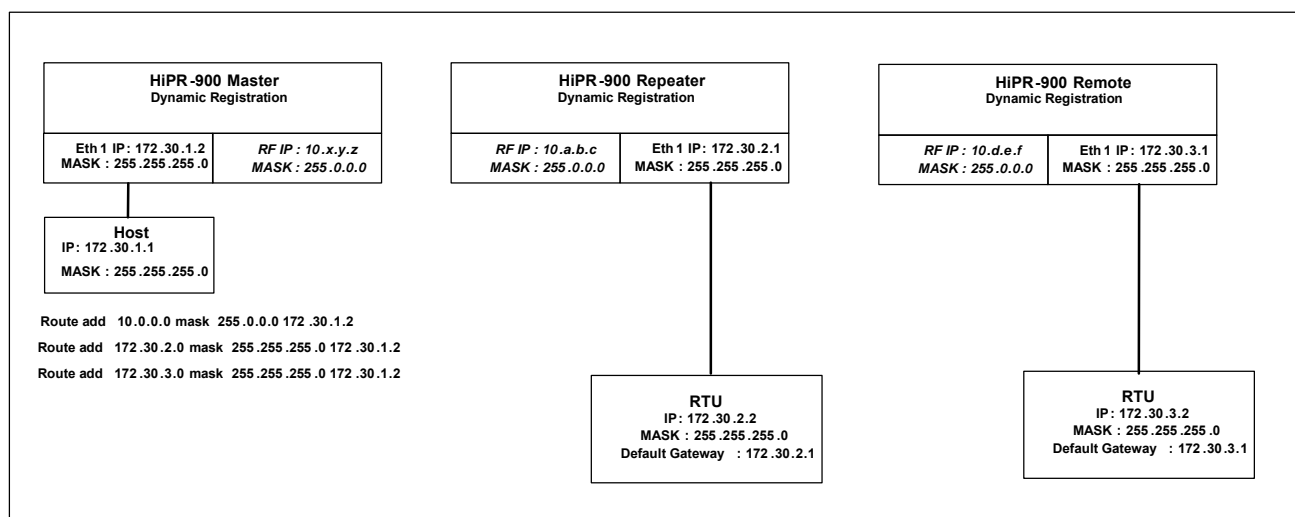 HiPR-900 Master
Dynamic Registration
Eth 1 IP: 172.30.1.2
MASK : 255.255.255.0
RF IP : 10.x.y.z
MASK : 255.0.0.0
Host
IP: 172.30.1.1
MASK : 255.255.255.0
Route add 10.0.0.0 mask 255.0.0.0 172.30.1.2
Route add 172.30.2.0 mask 255.255.255.0 172.30.1.2
Route add 172.30.3.0 mask 255.255.255.0 172.30.1.2
HiPR-900 Repeater
Dynamic Registration
RF IP : 10.a.b.c
MASK : 255.0.0.0
Eth 1 IP: 172.30.2.1
MASK : 255.255.255.0
RTU
IP: 172.30.2.2
MASK : 255.255.255.0
Default Gateway : 172.30.2.1
HiPR-900 Remote
Dynamic Registration
RF IP : 10.d.e.f
MASK : 255.0.0.0
Eth 1 IP: 172.30.3.1
MASK : 255.255.255.0
RTU
IP: 172.30.3.2
MASK : 255.255.255.0
Default Gateway : 172.30.3.1